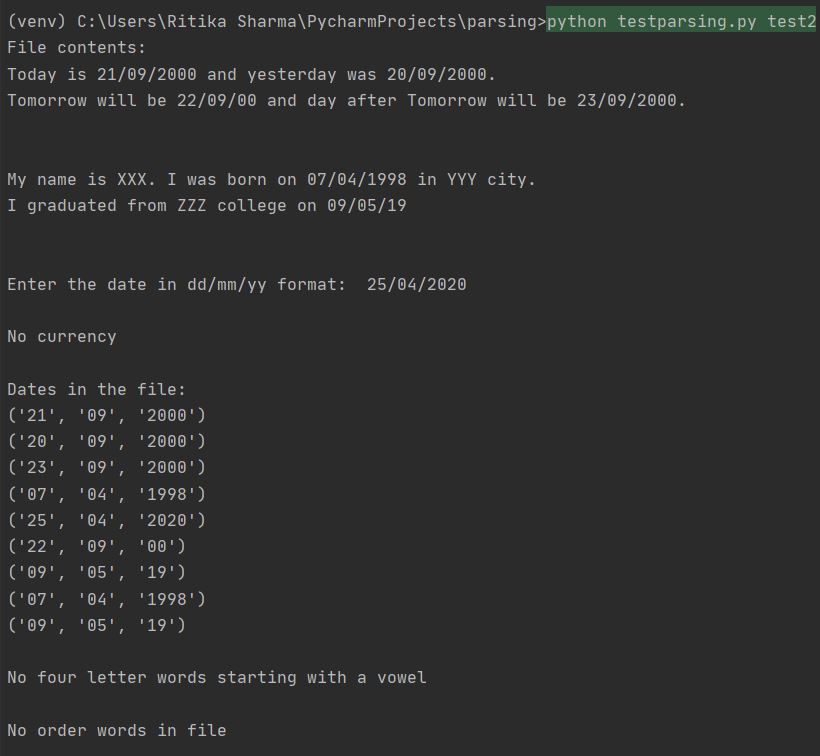 (venv) C:\Users\Ritika Sharma\PycharmProjects\parsing>python testparsing.py test2
File contents:
Today is 21/09/2000 and yesterday was 20/09/2000.
Tomorrow will be 22/09/00 and day after Tomorrow will be 23/09/2000.
My name is XXX. I was born on 07/04/1998 in YYY city.
I graduated from ZZZ college on 09/05/19
Enter the date in dd/mm/yy format:  25/04/2020
No currency
Dates in the file:
('21', '09', '2000')
('20', '09', '2000')
('23', '09', '2000')
('07', '04', '1998')
('25', '04', '2020')
('22', '09', '00')
('09', '05', '19')
('07', '04', '1998')
('09', '05', '19')
No four letter words starting with a vowel
No order words in file